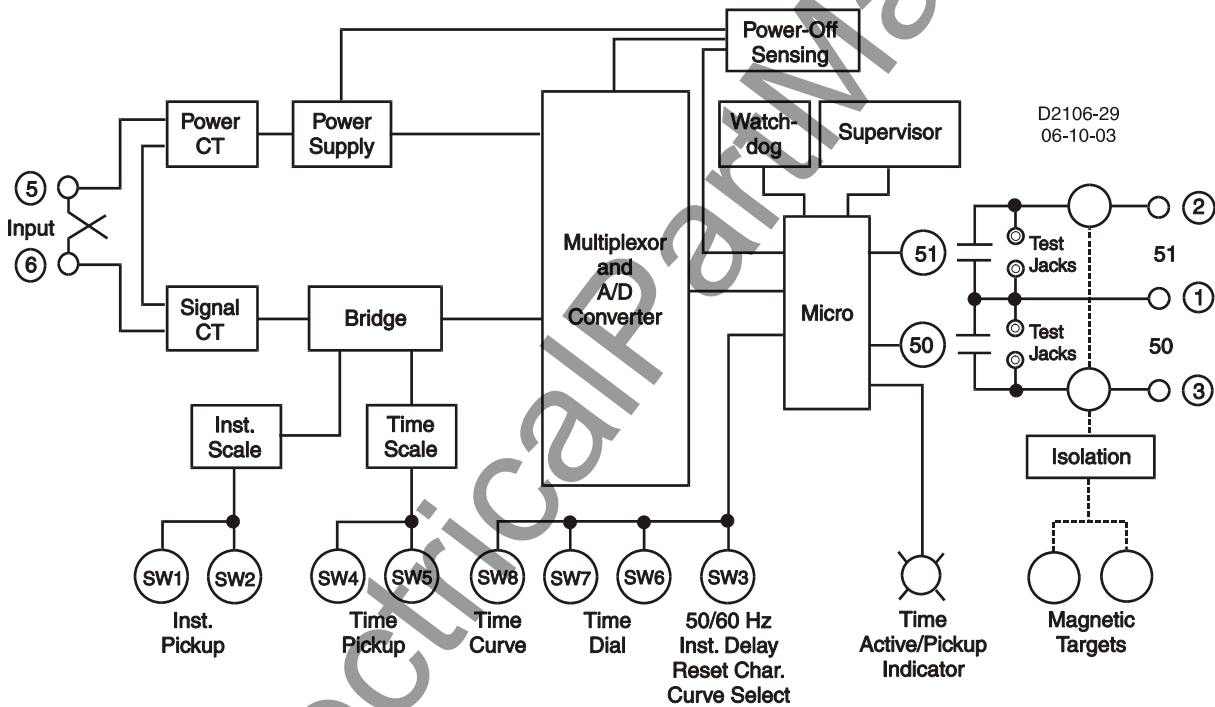 Power-Off
Sensing
Power
CT
Power
Supply
Watch-
dog
Supervisor
D2106-29
06-10-03
5
Input
6
2
51
1
50
3
Multiplexor
and
A/D
Converter
Micro
51
50
Test
Jacks
Test
Jacks
Signal
CT
Bridge
Inst.
Scale
Time
Scale
Isolation
SW1
SW2
SW4
SW5
SW8
SW7
SW6
SW3
Inst.
Pickup
Time
Pickup
Time
Curve
Time
Dial
50/60 Hz
Inst. Delay
Reset Char.
Curve Select
Time
Active/Pickup
Indicator
Magnetic
Targets
ectricalPartMa